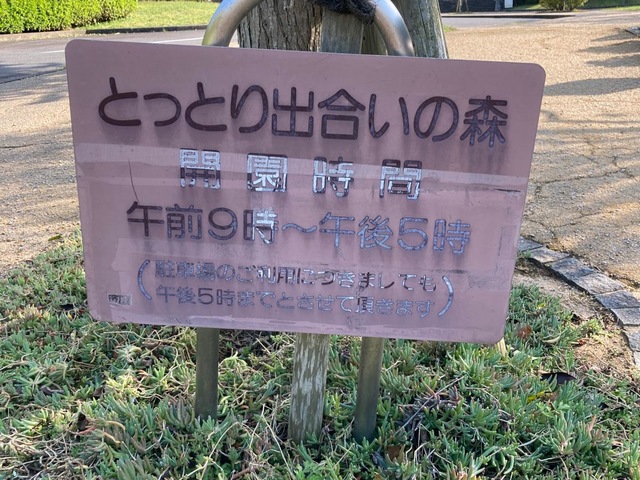 とっとり出合いの森
開園時間
午前9時～午後5時
(駐車場のご利用につきましても
午後5時までとさせて頂きます)